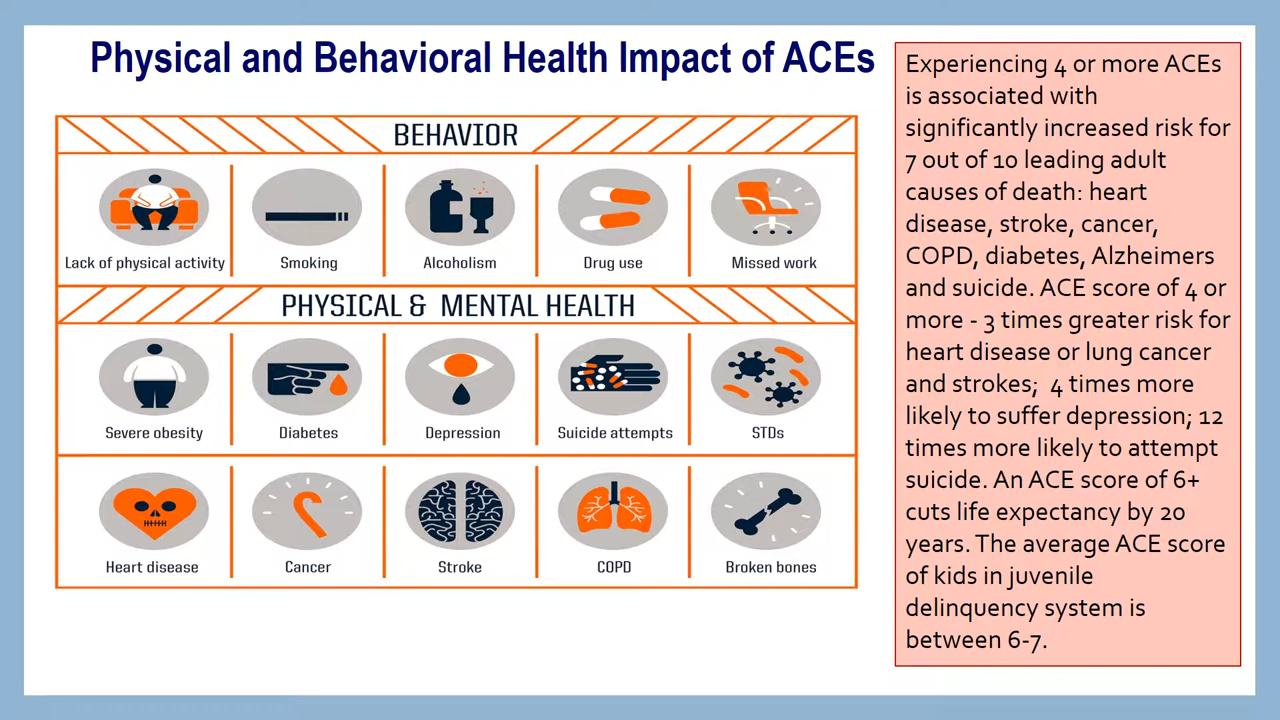 Physical and Behavioral Health Impact of ACEs
BEHAVIOR
Lack of physical activity
Smoking
Alcoholism
Drug use
Missed work
PHYSICAL & MENTAL HEALTH
Severe obesity
Diabetes
Depression
Suicide attempts
STDs
Heart disease
Cancer
Stroke
COPD
Broken bones
Experiencing 4 or more ACEs
is associated with
significantly increased risk for
7 out of 10 leading adult
causes of death: heart
disease, stroke, cancer,
COPD, diabetes, Alzheimers
and suicide. ACE score of 4 or
more - 3 times greater risk for
heart disease or lung cancer
and strokes; 4 times more
likely to suffer depression; 12
times more likely to attempt
suicide. An ACE score of 6+
cuts life expectancy by 20
years. The average ACE score
of kids in juvenile
delinquency system is
between 6-7.